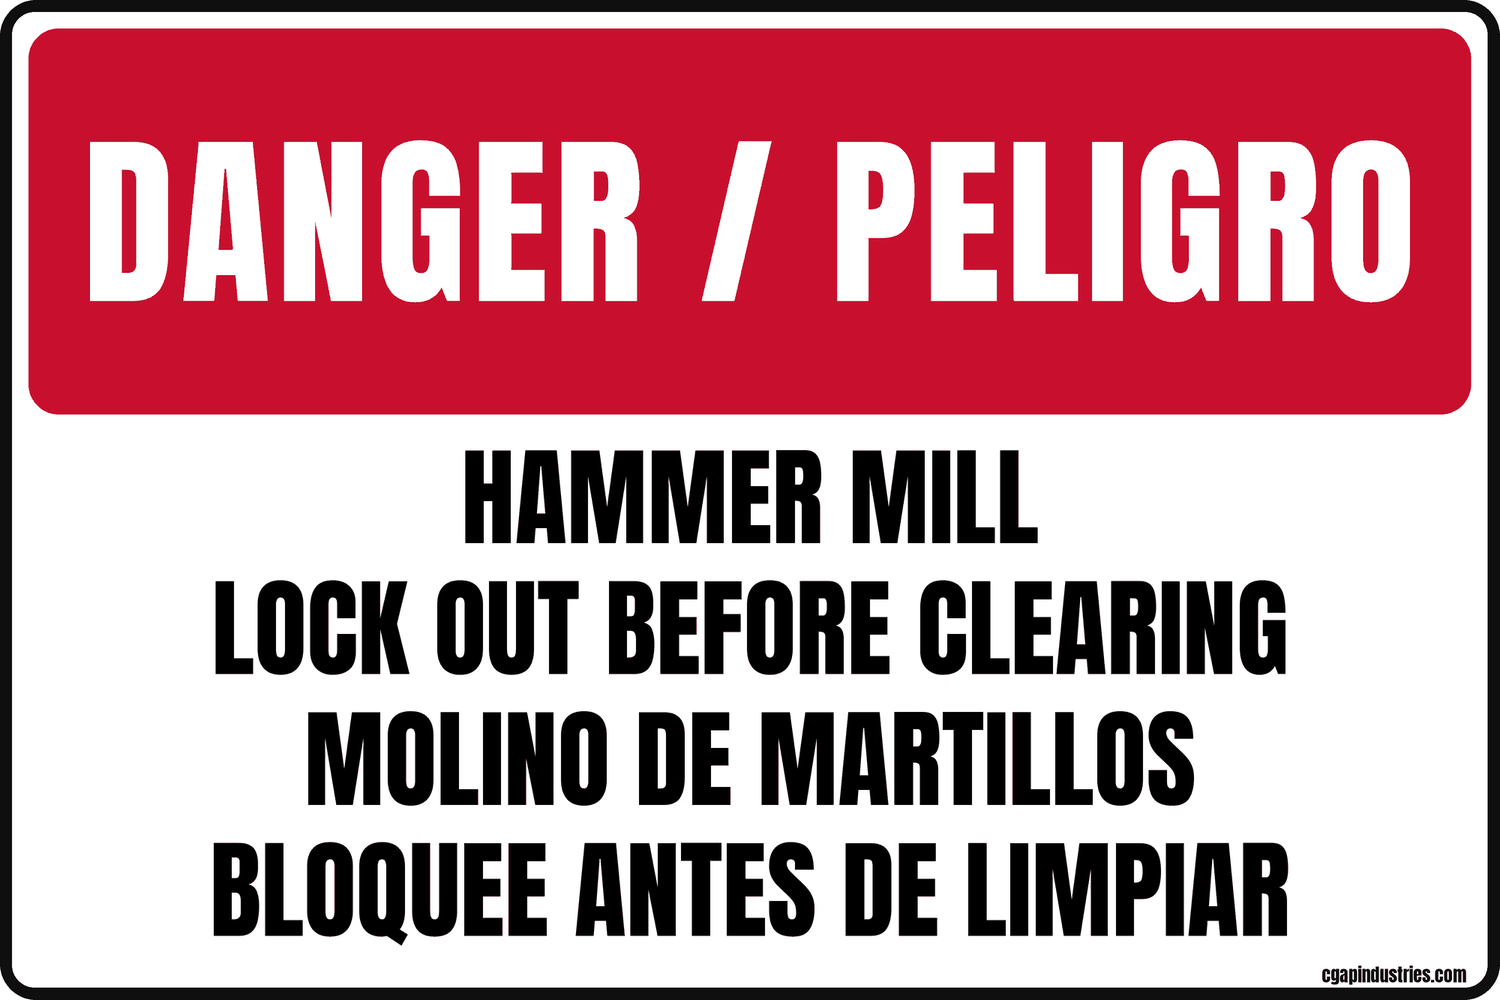 DANGER / PELIGRO
HAMMER MILL
LOCK OUT BEFORE CLEARING
MOLINO DE MARTILLOS
BLOQUEE ANTES DE LIMPIAR
cgapindustries.com